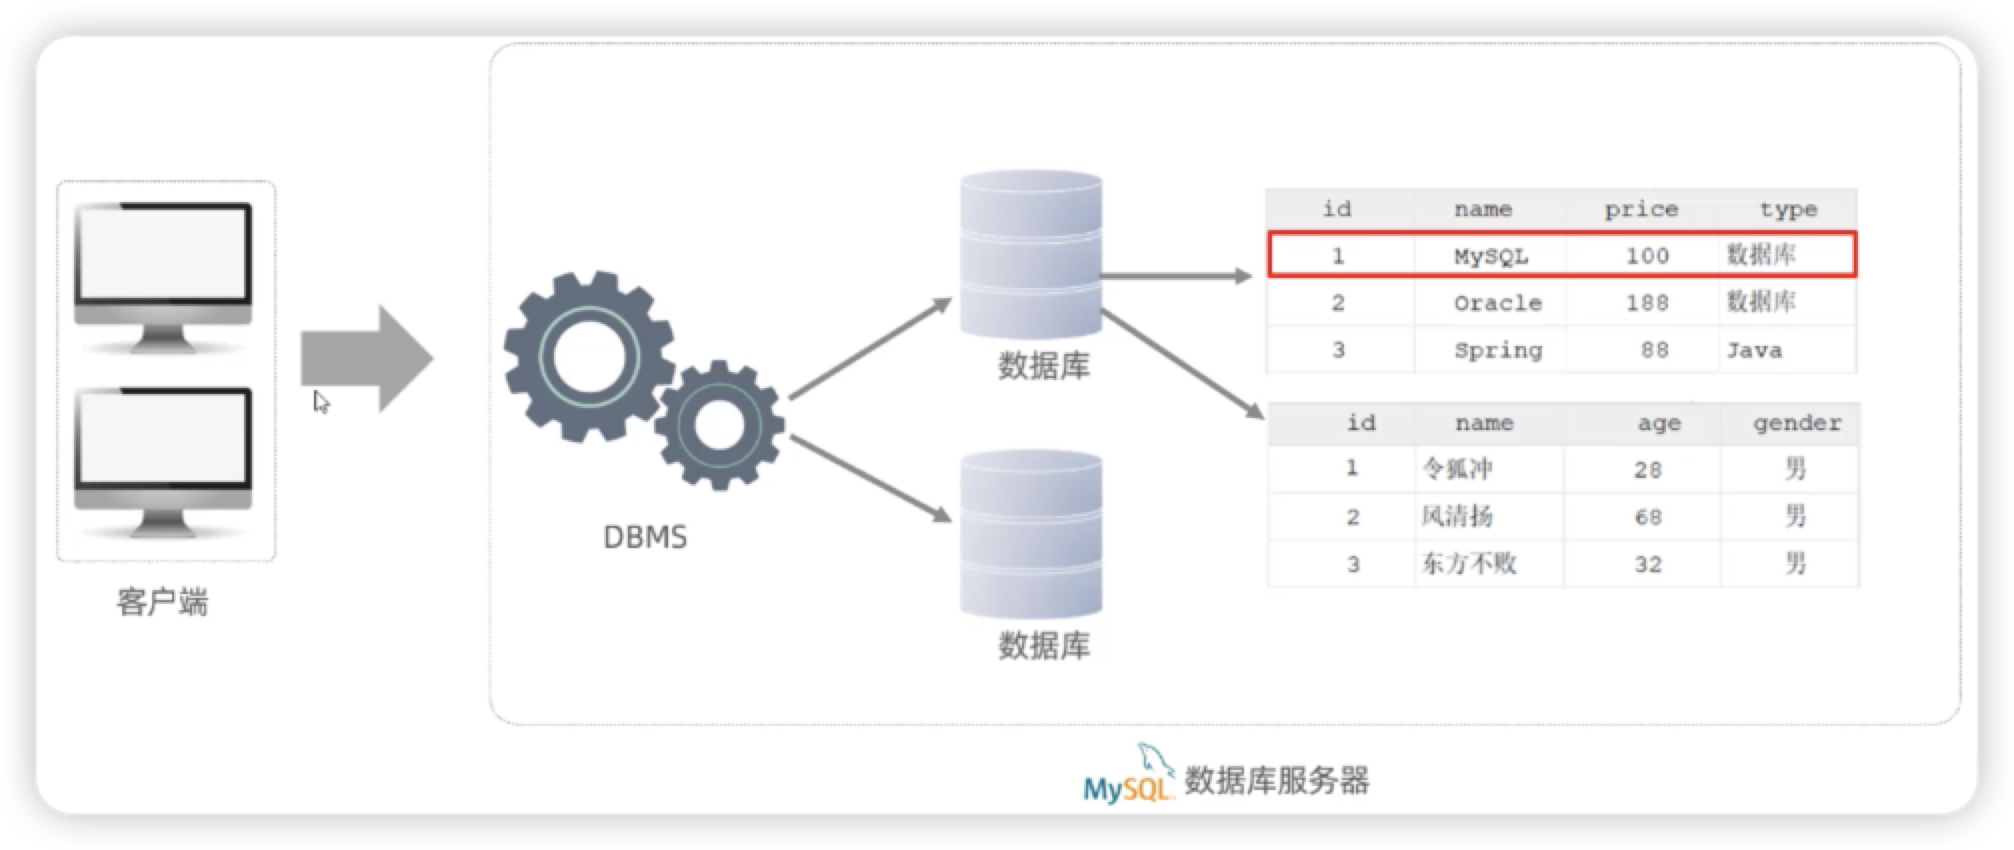 客户端
DBMS
数据库
数据库
id name price type
1 MySQL 100 数据库
2 Oracle 188 数据库
3 Spring 88 Java
id name age gender
1 令狐冲 28 男
2 风清扬 68 男
3 东方不败 32 男
MySQL 数据库服务器